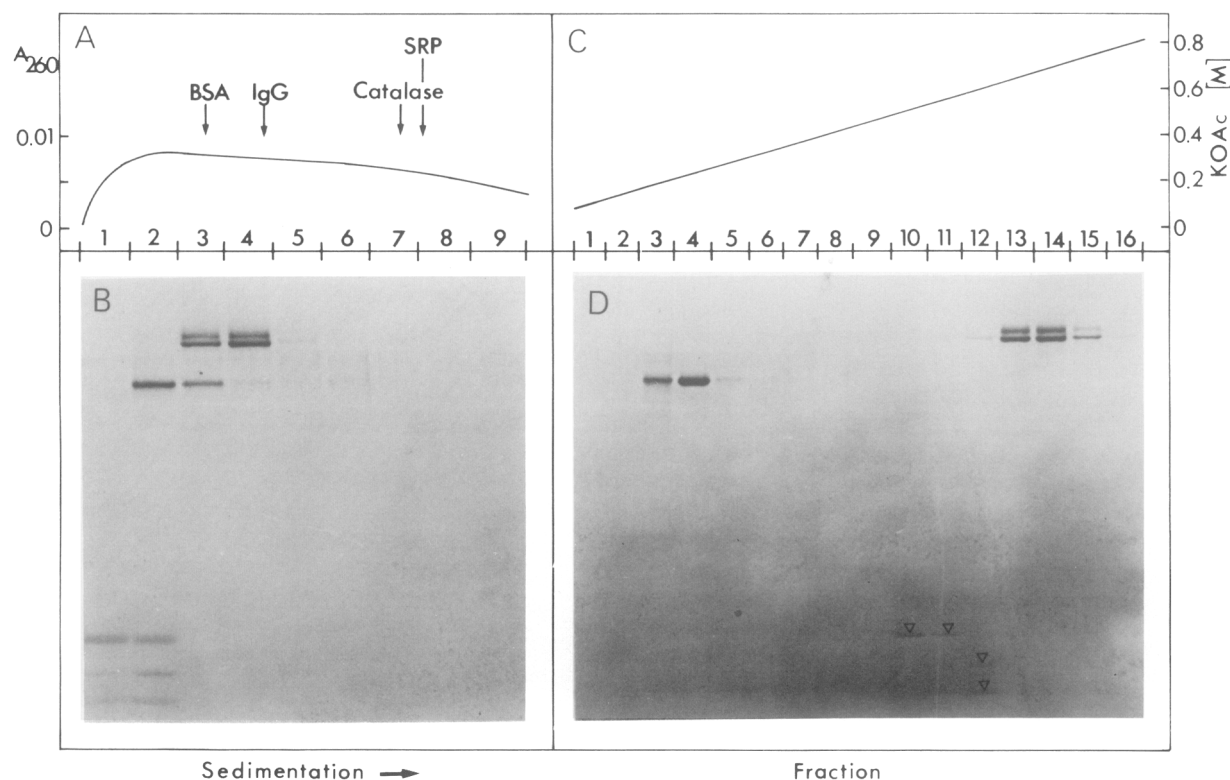 A
A260
0.01
0
BSA IgG
SRP
Catalase
1 2 3 4 5 6 7 8 9
B
Sedimentation →
C
0.8
0.6
0.4
0.2
0
KOAc [M]
1 2 3 4 5 6 7 8 9 10 11 12 13 14 15 16
D
Fraction